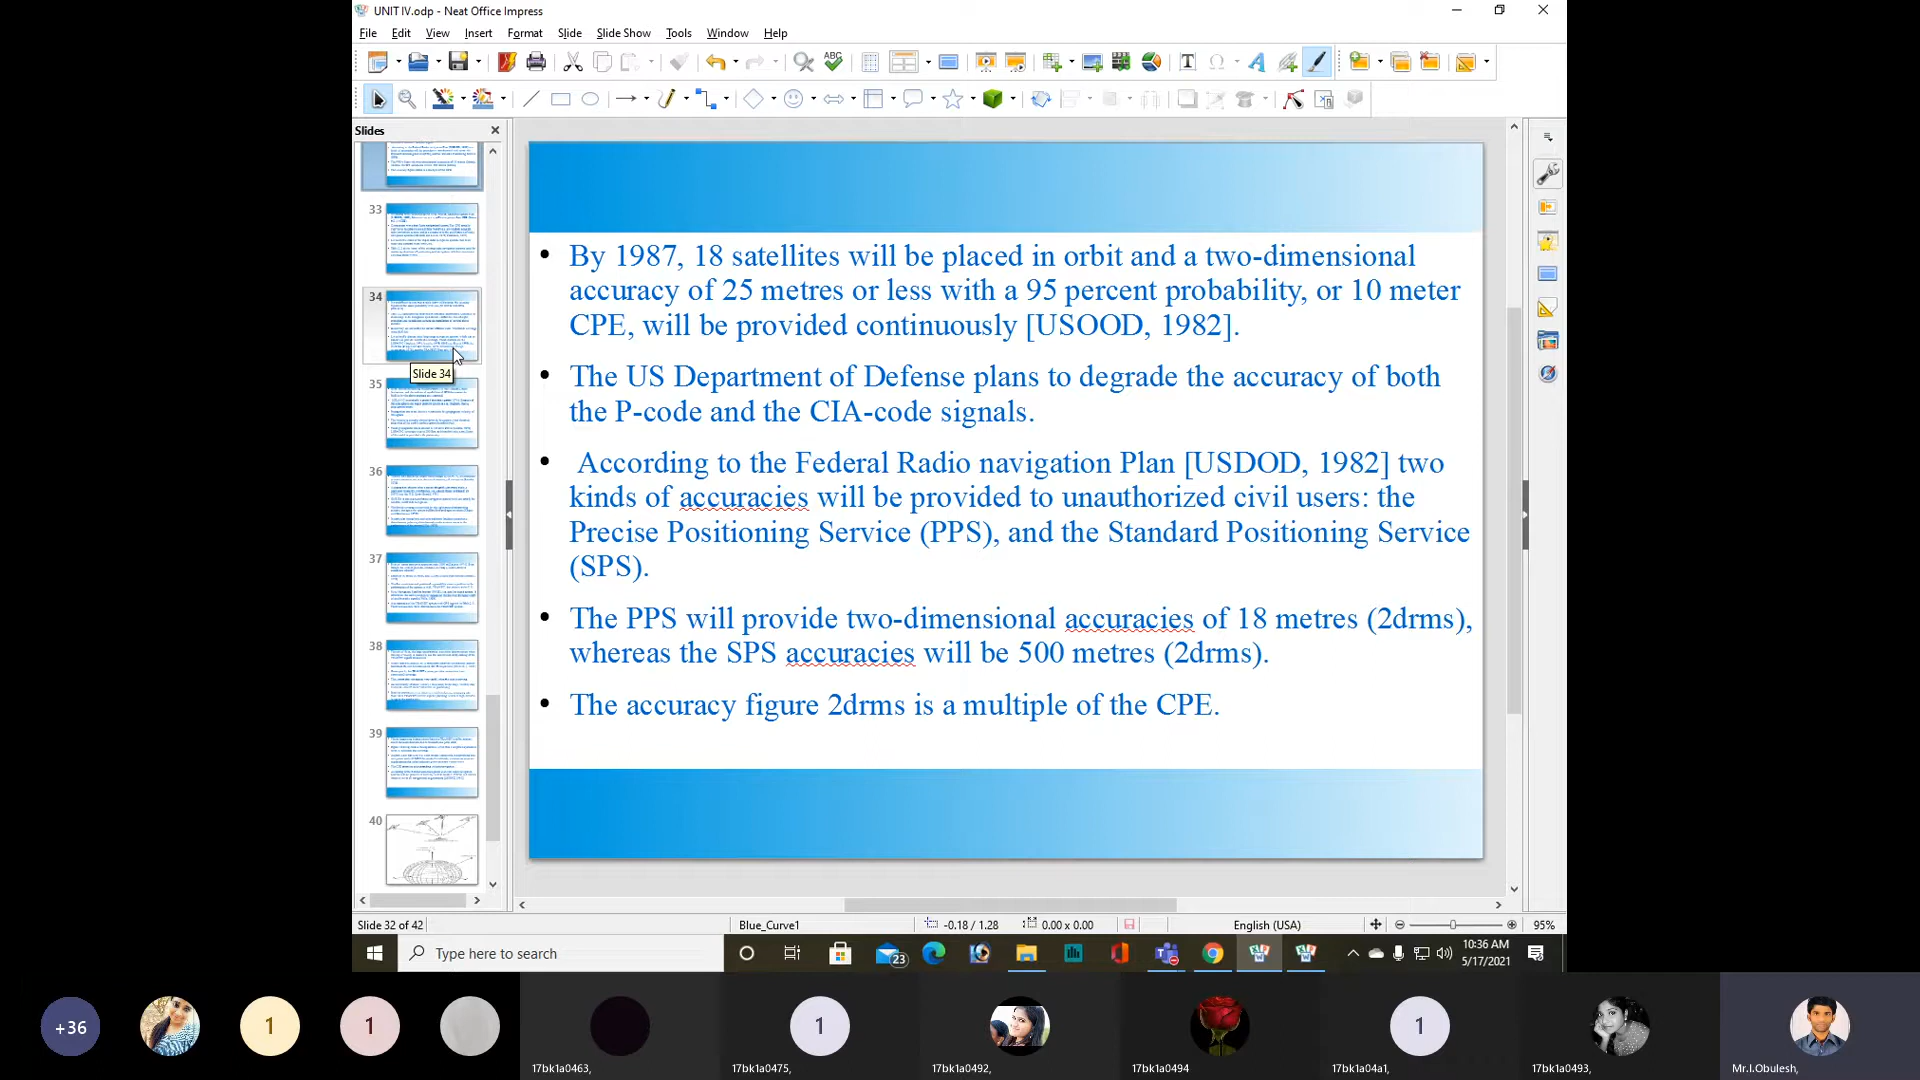 UNIT IV.odp - Neat Office Impress
File Edit View Insert Format Slide Slide Show Tools Window Help
Slides
33
34
Slide 34
35
36
37
38
39
40
• By 1987, 18 satellites will be placed in orbit and a two-dimensional
accuracy of 25 metres or less with a 95 percent probability, or 10 meter
CPE, will be provided continuously [USOOD, 1982].
• The US Department of Defense plans to degrade the accuracy of both
the P-code and the CIA-code signals.
• According to the Federal Radio navigation Plan [USDOD, 1982] two
kinds of accuracies will be provided to unauthorized civil users: the
Precise Positioning Service (PPS), and the Standard Positioning Service
(SPS).
• The PPS will provide two-dimensional accuracies of 18 metres (2drms),
whereas the SPS accuracies will be 500 metres (2drms).
• The accuracy figure 2drms is a multiple of the CPE.
Slide 32 of 42 Blue_Curve1 -0.18 / 1.28 0.00 x 0.00 English (USA) 95%
Type here to search
23
10:36 AM
5/17/2021
+36 1 1 1 1
17bk1a0463, 17bk1a0475, 17bk1a0492, 17bk1a0494 17bk1a04a1, 17bk1a0493, Mr.I.Obulesh,